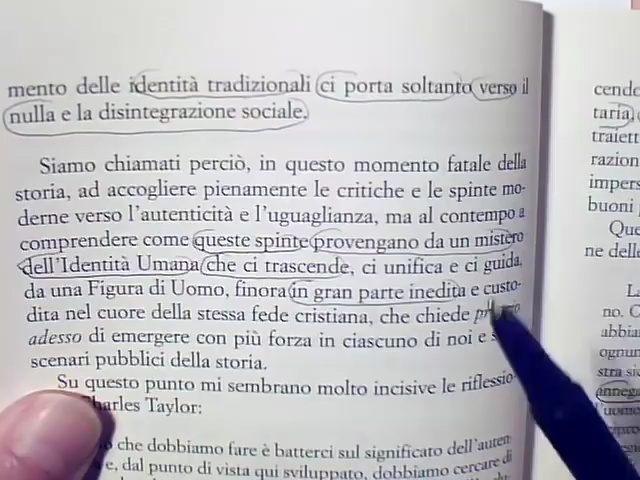 mento delle identità tradizionali ci porta soltanto verso il
nulla e la disintegrazione sociale.
Siamo chiamati perciò, in questo momento fatale della
storia, ad accogliere pienamente le critiche e le spinte mo-
derne verso l'autenticità e l'uguaglianza, ma al contempo a
comprendere come queste spinte provengano da un mistero
dell'Identità Umana che ci trascende, ci unifica e ci guida,
da una Figura di Uomo, finora in gran parte inedita e custo-
dita nel cuore della stessa fede cristiana, che chiede
adesso di emergere con più forza in ciascuno di noi e
scenari pubblici della storia.
Su questo punto mi sembrano molto incisive le riflessio-
Charles Taylor:
che dobbiamo fare è batterci sul significato dell'auten-
e, dal punto di vista qui sviluppato, dobbiamo cercare di
cendo
taria,
traiett
razion
impers
buoni
Que
ne delle
La
no. C
abbia
ognun
stra si
annega
l'uomo